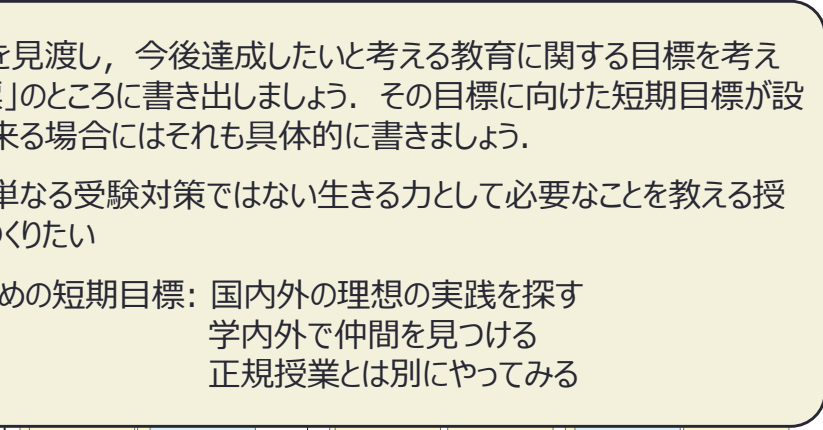 を見渡し，今後達成したいと考える教育に関する目標を考え
」のところに書き出しましょう．その目標に向けた短期目標が設
来る場合にはそれも具体的に書きましょう．
単なる受験対策ではない生きる力として必要なことを教える授
くりたい
めの短期目標: 国内外の理想の実践を探す
学内外で仲間を見つける
正規授業とは別にやってみる